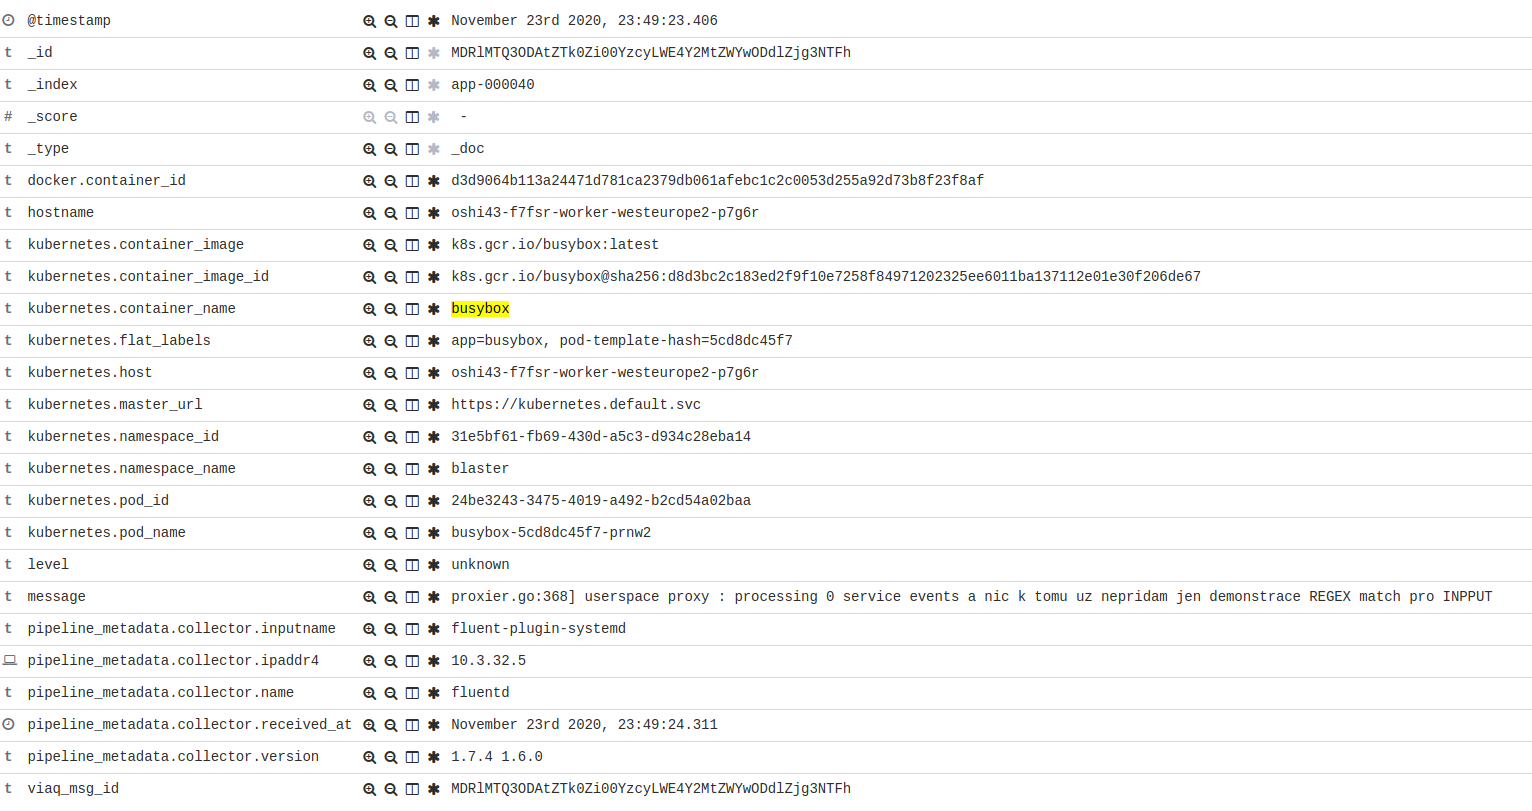 @timestamp November 23rd 2020, 23:49:23.406
t _id MDRlMTQ3ODAtZTk0Zi00YzcyLWE4Y2MtZWYwODdlZjg3NTFh
t _index app-000040
# _score -
t _type _doc
t docker.container_id d3d9064b113a24471d781ca2379db061afebc1c2c0053d255a92d73b8f23f8af
t hostname oshi43-f7fsr-worker-westeurope2-p7g6r
t kubernetes.container_image k8s.gcr.io/busybox:latest
t kubernetes.container_image_id k8s.gcr.io/busybox@sha256:d8d3bc2c183ed2f9f10e7258f84971202325ee6011ba137112e01e30f206de67
t kubernetes.container_name busybox
t kubernetes.flat_labels app=busybox, pod-template-hash=5cd8dc45f7
t kubernetes.host oshi43-f7fsr-worker-westeurope2-p7g6r
t kubernetes.master_url https://kubernetes.default.svc
t kubernetes.namespace_id 31e5bf61-fb69-430d-a5c3-d934c28eba14
t kubernetes.namespace_name blaster
t kubernetes.pod_id 24be3243-3475-4019-a492-b2cd54a02baa
t kubernetes.pod_name busybox-5cd8dc45f7-prnw2
t level unknown
t message proxier.go:368] userspace proxy : processing 0 service events a nic k tomu uz nepridam jen demonstrace REGEX match pro INPPUT
t pipeline_metadata.collector.inputname fluent-plugin-systemd
pipeline_metadata.collector.ipaddr4 10.3.32.5
t pipeline_metadata.collector.name fluentd
pipeline_metadata.collector.received_at November 23rd 2020, 23:49:24.311
t pipeline_metadata.collector.version 1.7.4 1.6.0
t viaq_msg_id MDRlMTQ3ODAtZTk0Zi00YzcyLWE4Y2MtZWYwODdlZjg3NTFh